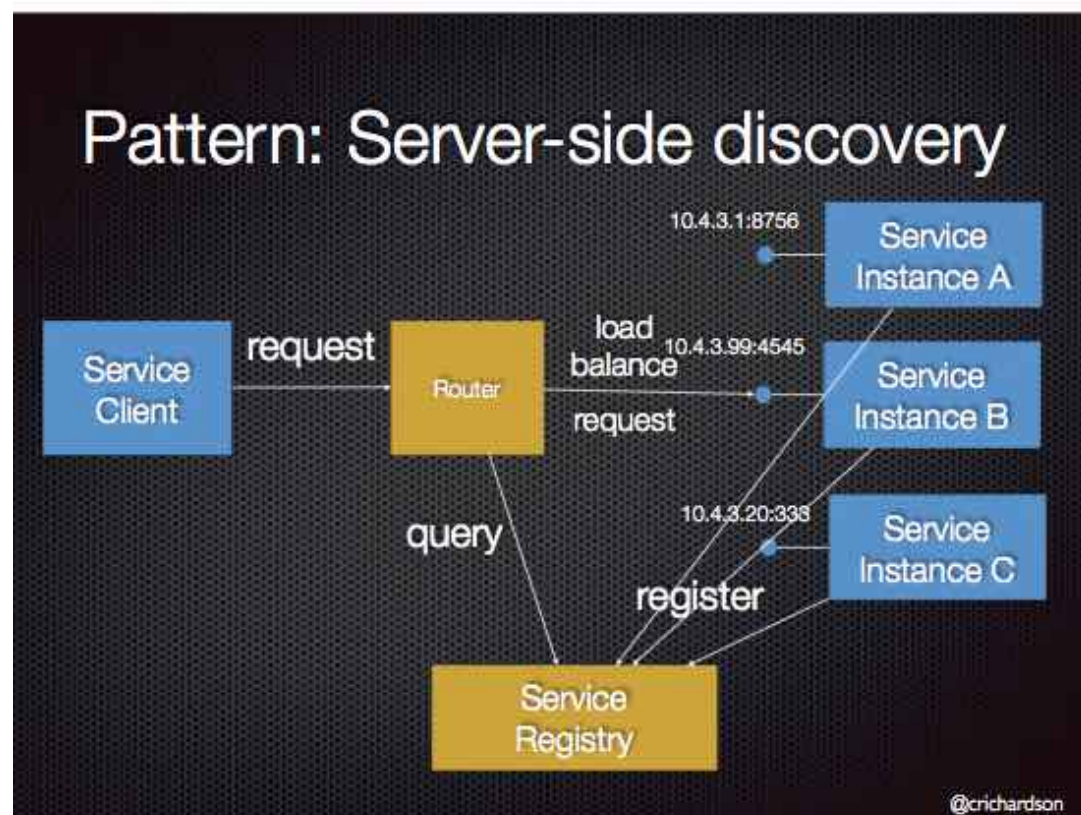 Pattern: Server-side discovery
10.4.3.1:8756
Service
Instance A
Service
Client
request
Router
load
balance
10.4.3.99:4545
request
Service
Instance B
query
10.4.3.20:333
Service
Instance C
register
Service
Registry
@crichardson